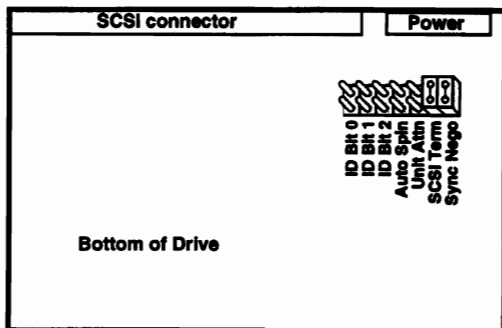 SCSI connector
Power
ID Bit 0
ID Bit 1
ID Bit 2
Auto Spin
Unit Attn
SCSI Term
Sync Nego
Bottom of Drive